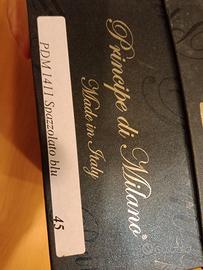 PDM 1411 Spazzolato blu
45
Principe di Milano®
Made in Italy